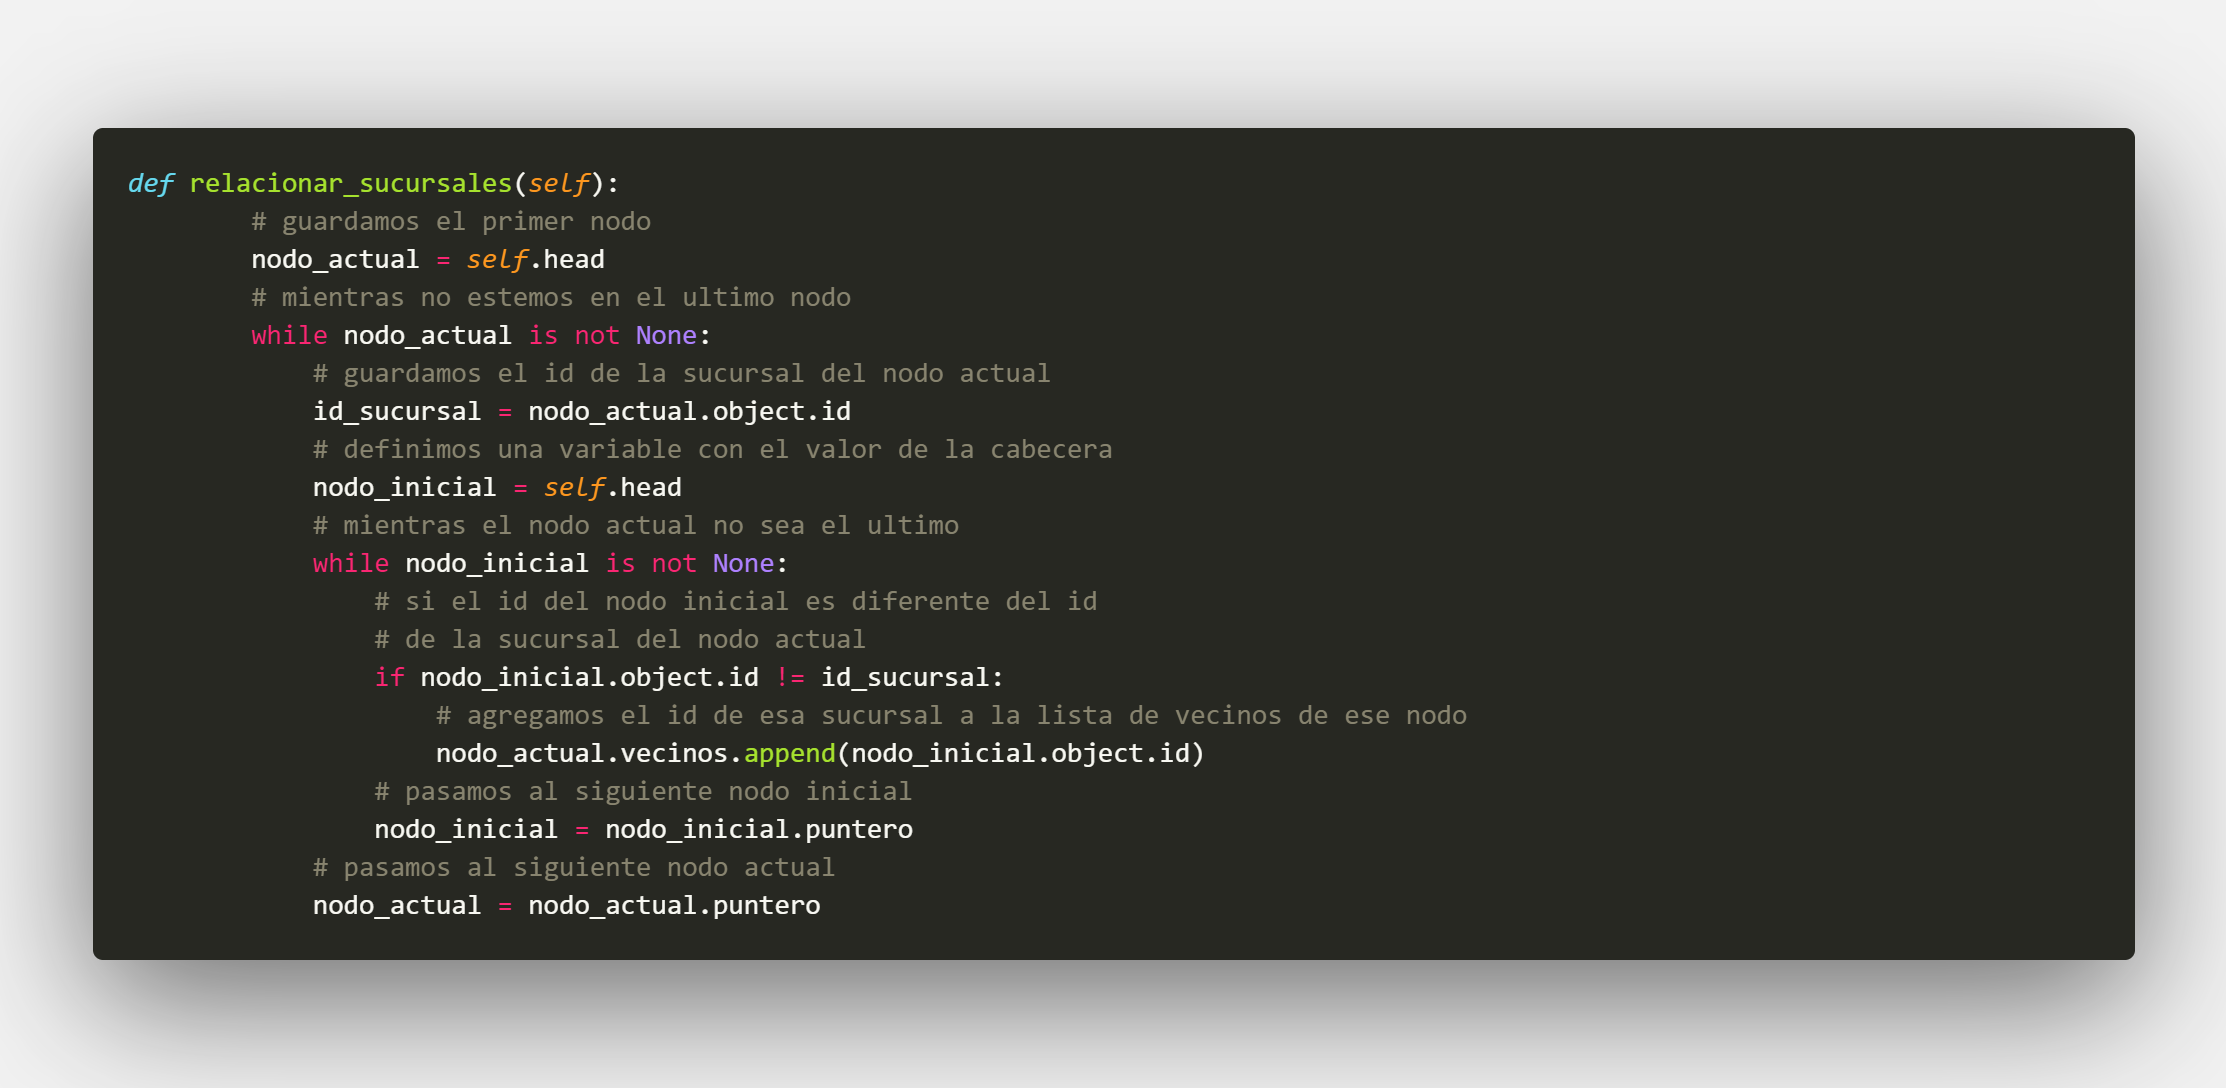 def relacionar_sucursales(self):
        # guardamos el primer nodo
        nodo_actual = self.head
        # mientras no estemos en el ultimo nodo
        while nodo_actual is not None:
            # guardamos el id de la sucursal del nodo actual
            id_sucursal = nodo_actual.object.id
            # definimos una variable con el valor de la cabecera
            nodo_inicial = self.head
            # mientras el nodo actual no sea el ultimo
            while nodo_inicial is not None:
                # si el id del nodo inicial es diferente del id
                # de la sucursal del nodo actual
                if nodo_inicial.object.id != id_sucursal:
                    # agregamos el id de esa sucursal a la lista de vecinos de ese nodo
                    nodo_actual.vecinos.append(nodo_inicial.object.id)
                # pasamos al siguiente nodo inicial
                nodo_inicial = nodo_inicial.puntero
            # pasamos al siguiente nodo actual
            nodo_actual = nodo_actual.puntero